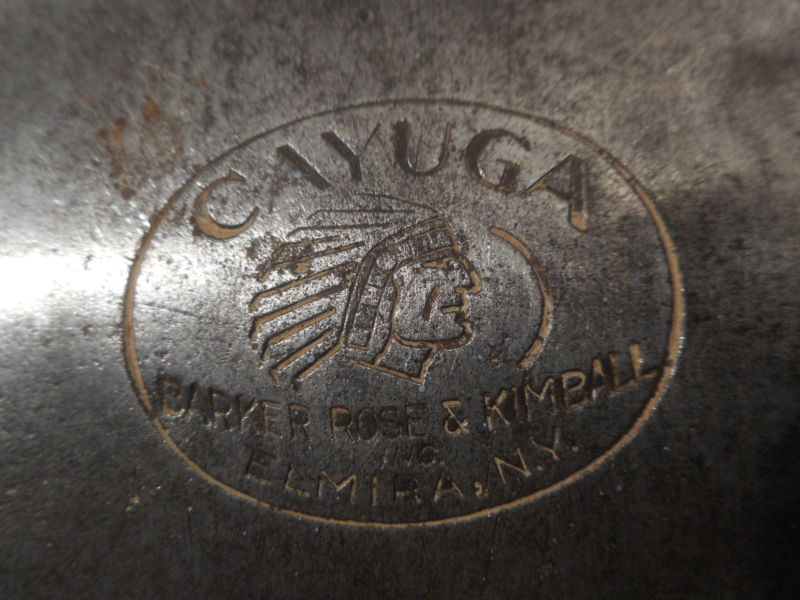 CAYUGA
BARKER ROSE & KIMBALL
INC.
ELMIRA, N.Y.